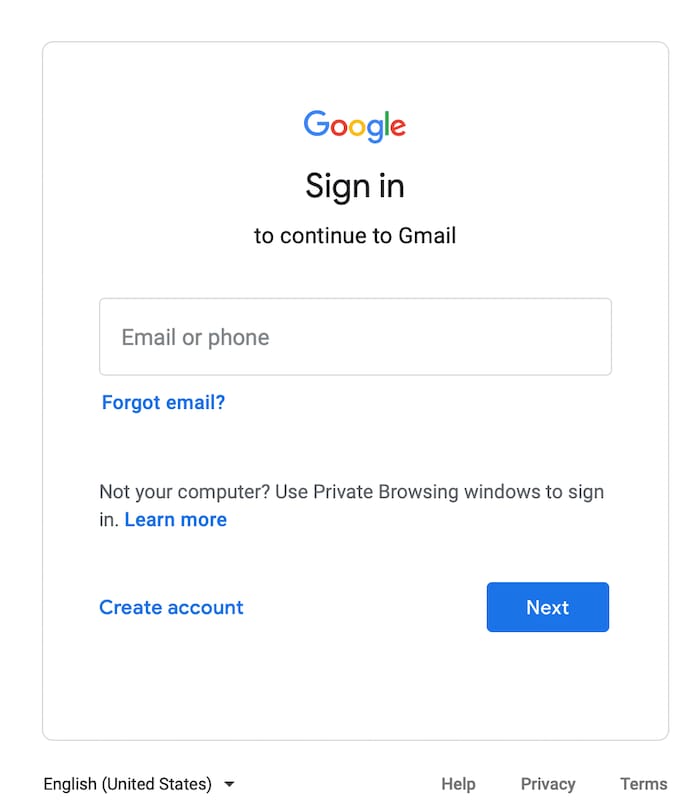 Google
Sign in
to continue to Gmail
Email or phone
Forgot email?
Not your computer? Use Private Browsing windows to sign
in. Learn more
Create account
Next
English (United States)
Help
Privacy
Terms